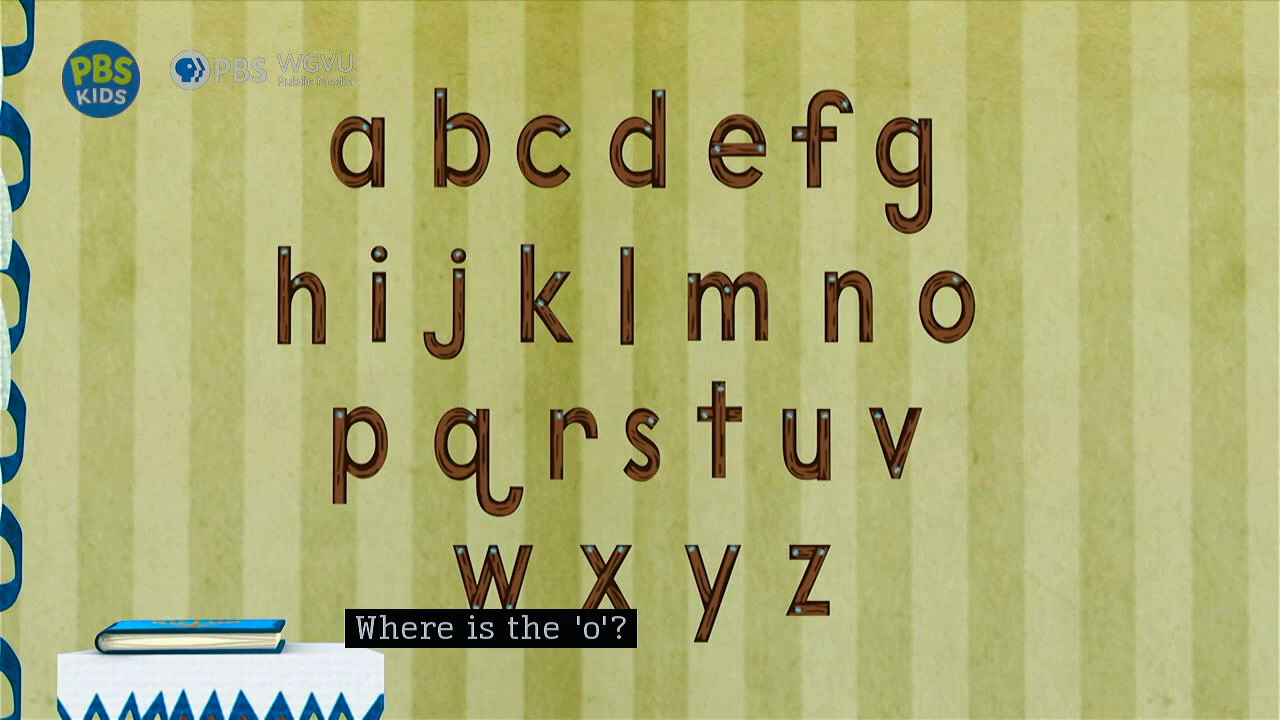 PBS KIDS
PBS WGVU
Public Media
a b c d e f g
h i j k l m n o
p q r s t u v
w x y z
Where is the 'o'?